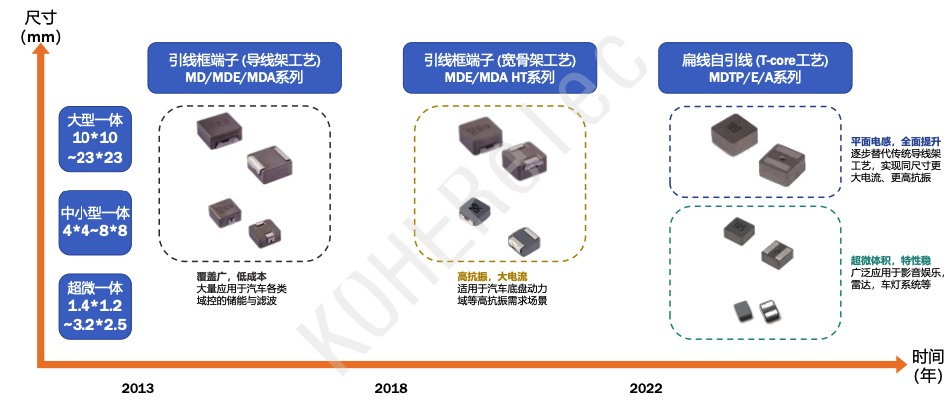 尺寸
（mm）
引线框端子 (导线架工艺)
MD/MDE/MDA系列
引线框端子 (宽骨架工艺)
MDE/MDA HT系列
扁线自引线 (T-core工艺)
MDTP/E/A系列
大型一体
10*10
~23*23
中小型一体
4*4~8*8
超微一体
1.4*1.2
~3.2*2.5
覆盖广，低成本
大量应用于汽车各类
域控的储能与滤波
高抗振，大电流
适用于汽车底盘动力
域等高抗振需求场景
平面电感，全面提升
逐步替代传统导线架
工艺，实现同尺寸更
大电流、更高抗振
超微体积，特性稳
广泛应用于影音娱乐，
雷达，车灯系统等
KOHERelec
2013
2018
2022
时间
(年)